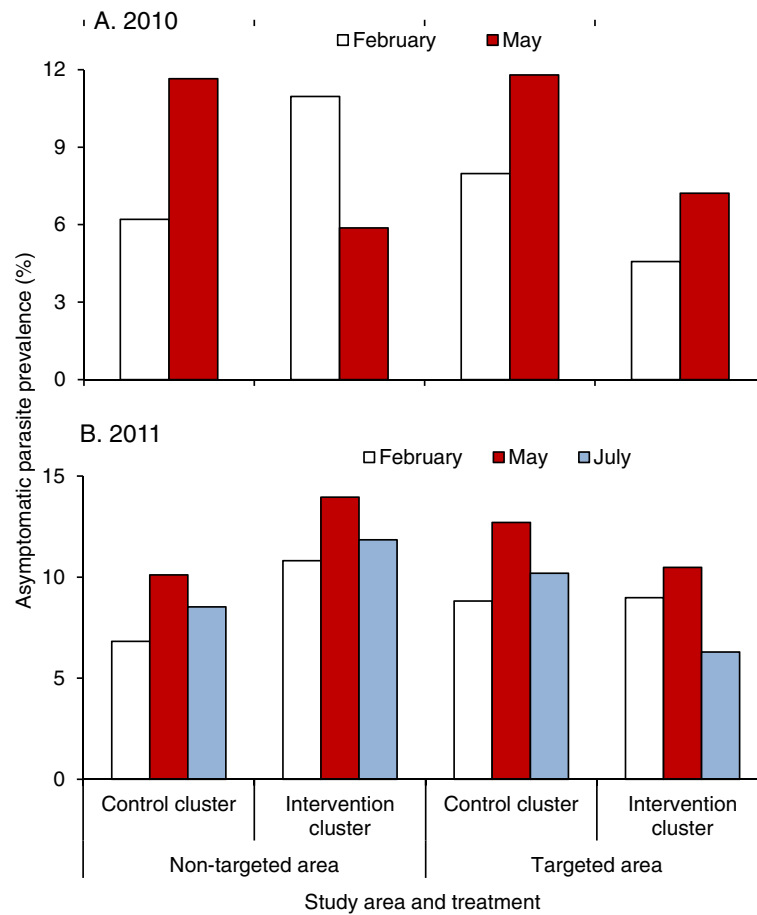 A. 2010
February May
12
9
6
3
0
Asymptomatic parasite prevalence (%)
B. 2011
February May July
15
10
5
0
Control cluster Intervention cluster Control cluster Intervention cluster
Non-targeted area Targeted area
Study area and treatment